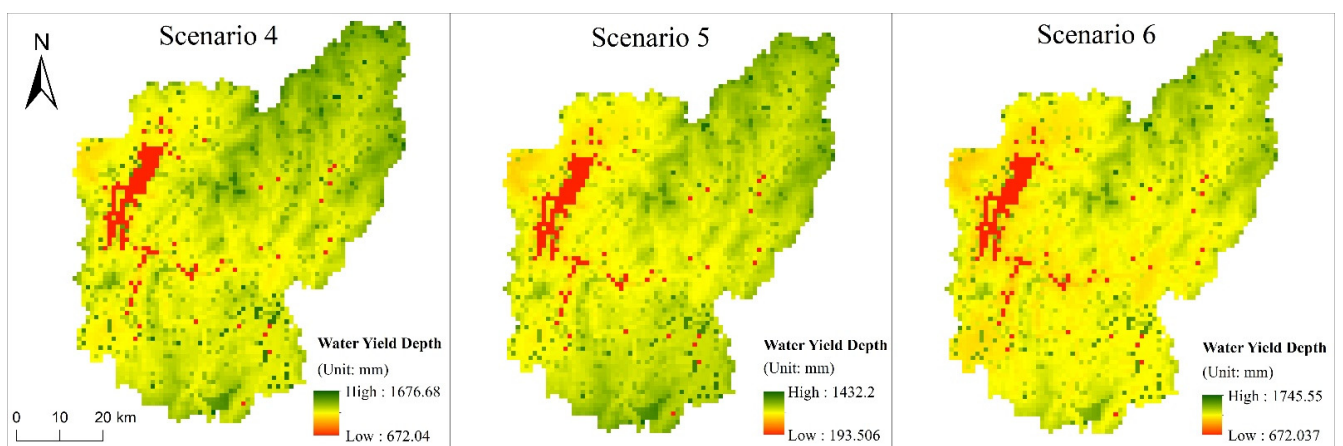 N
Scenario 4
Water Yield Depth
(Unit: mm)
High : 1676.68
Low : 672.04
0 10 20 km
Scenario 5
Water Yield Depth
(Unit: mm)
High : 1432.2
Low : 193.506
Scenario 6
Water Yield Depth
(Unit: mm)
High : 1745.55
Low : 672.037